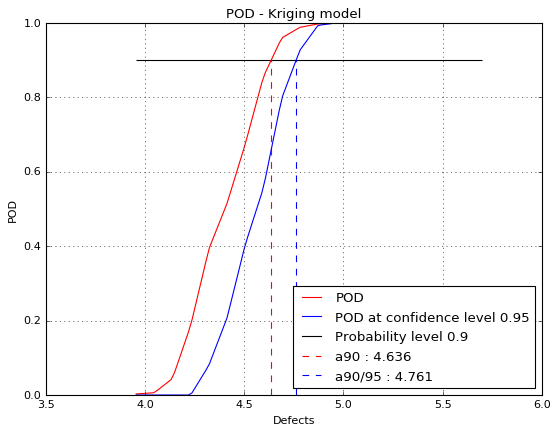 POD - Kriging model
1.0
0.8
0.6
0.4
0.2
0.0
POD
POD
POD at confidence level 0.95
Probability level 0.9
a90 : 4.636
a90/95 : 4.761
3.5 4.0 4.5 5.0 5.5 6.0
Defects